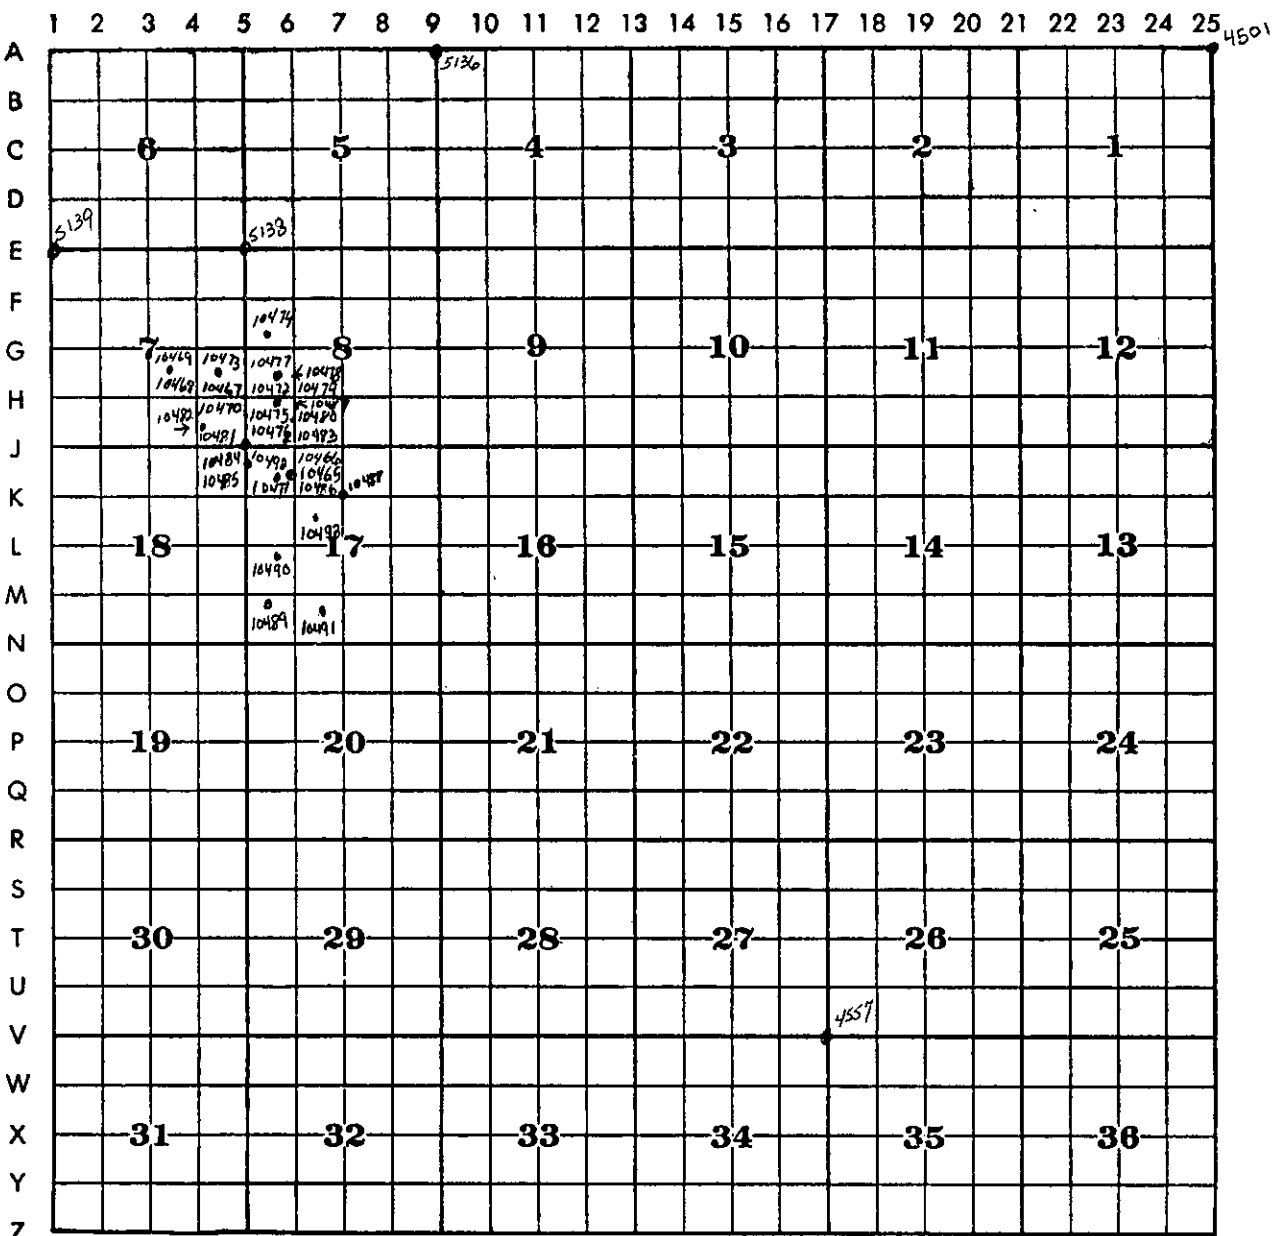 1 2 3 4 5 6 7 8 9 10 11 12 13 14 15 16 17 18 19 20 21 22 23 24 25 4501
A
5136
B
C 6 5 4 3 2 1
D
5139 5138
E
F
10474
G 7 8 9 10 11 12
10469 10473 10477 10478
10468 10467 10472 10479
H
10482 10470 10475 10480
10481 10476 10483
J
10484 10466
10485 10471 10465
10486 10487
K
L 18 17 16 15 14 13
10490
M
10489 10491
N
O
P 19 20 21 22 23 24
Q
R
S
T 30 29 28 27 26 25
U
4557
V
W
X 31 32 33 34 35 36
Y
Z